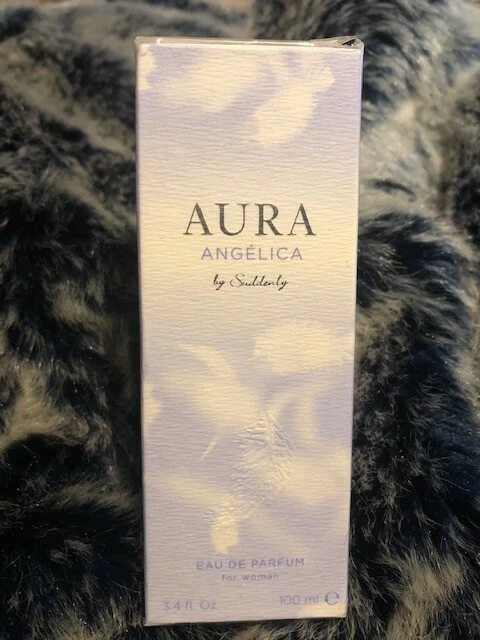 AURA
ANGÉLICA
by Suddenly
EAU DE PARFUM
for woman
3.4 fl. Oz 100 ml ℮